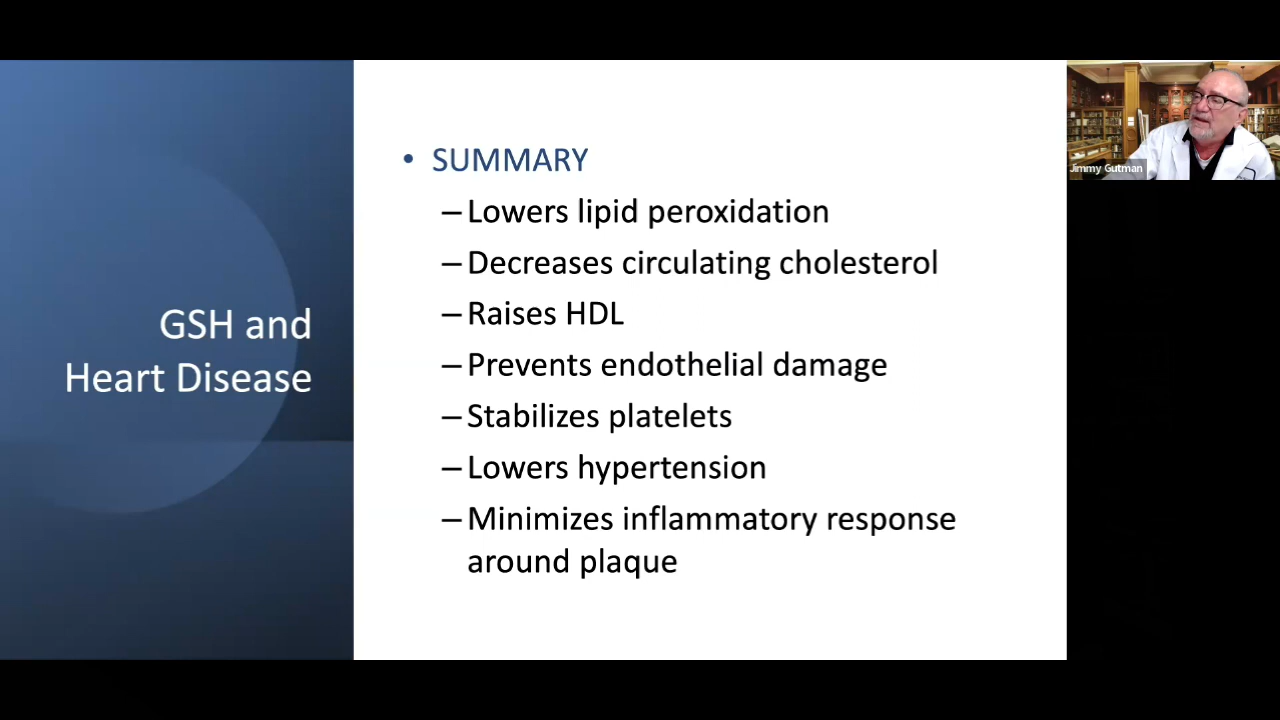 GSH and
Heart Disease
• SUMMARY
–Lowers lipid peroxidation
–Decreases circulating cholesterol
–Raises HDL
–Prevents endothelial damage
–Stabilizes platelets
–Lowers hypertension
–Minimizes inflammatory response
around plaque
Jimmy Gutman